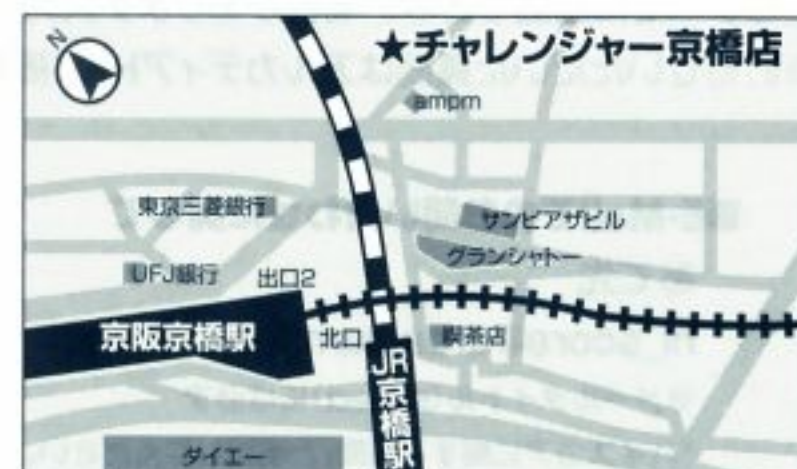 N
★チャレンジャー京橋店
ampm
東京三菱銀行
サンピアザビル
グランシャトー
UFJ銀行
出口2
京阪京橋駅
北口
喫茶店
JR京橋駅
ダイエー